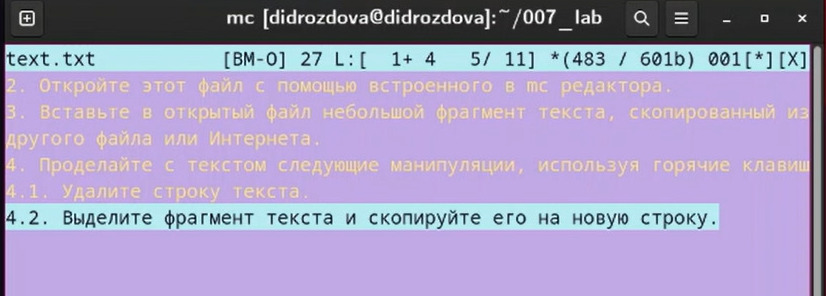 mc [didrozdova@didrozdova]:~/007_lab
text.txt [BM-O] 27 L:[ 1+ 4 5/ 11] *(483 / 601b) 001[*][X]
2. Откройте этот файл с помощью встроенного в mc редактора.
3. Вставьте в открытый файл небольшой фрагмент текста, скопированный из
другого файла или Интернета.
4. Проделайте с текстом следующие манипуляции, используя горячие клавиш
4.1. Удалите строку текста.
4.2. Выделите фрагмент текста и скопируйте его на новую строку.